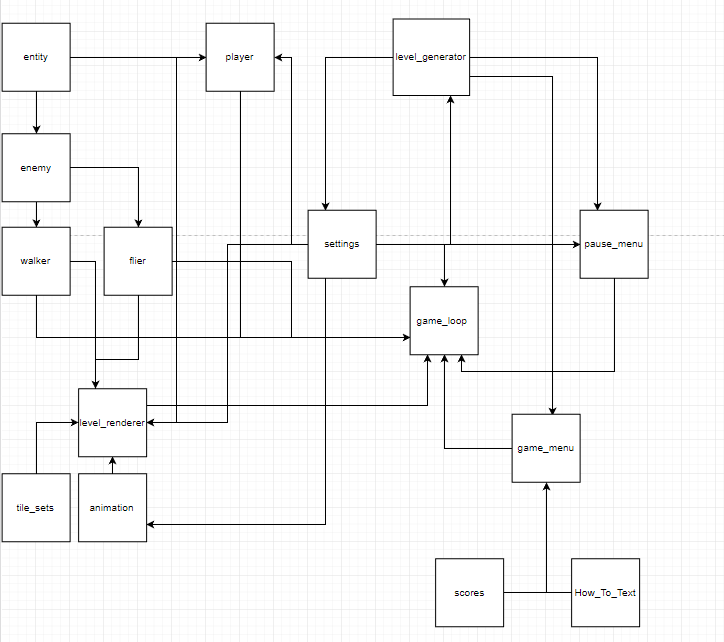 entity
player
level_generator
enemy
walker
flier
settings
pause_menu
game_loop
level_renderer
game_menu
tile_sets
animation
scores
How_To_Text